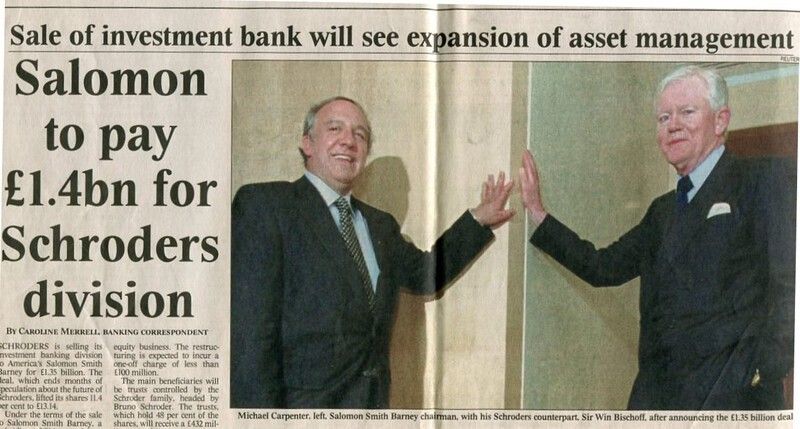 Sale of investment bank will see expansion of asset management
REUTER
Salomon
to pay
£1.4bn for
Schroders
division
BY CAROLINE MERRELL, BANKING CORRESPONDENT
SCHRODERS is selling its
investment banking division
to America's Salomon Smith
Barney for £1.35 billion. The
deal, which ends months of
speculation about the future of
Schroders, lifted its shares 11.4
per cent to £13.14.
Under the terms of the sale
to Salomon Smith Barney, a
equity business. The restruc-
turing is expected to incur a
one-off charge of less than
£100 million.
The main beneficiaries will
be trusts controlled by the
Schroder family, headed by
Bruno Schroder. The trusts,
which hold 48 per cent of the
shares, will receive a £432 mil-
Michael Carpenter, left, Salomon Smith Barney chairman, with his Schroders counterpart, Sir Win Bischoff, after announcing the £1.35 billion deal